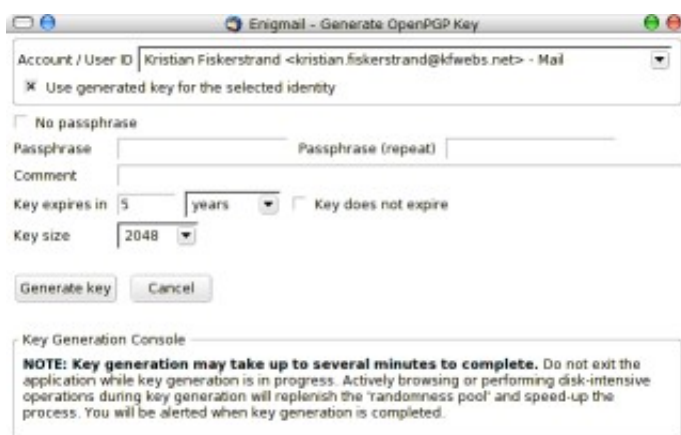 Enigmail - Generate OpenPGP Key
Account / User ID Kristian Fiskerstrand <kristian.fiskerstrand@kfwebs.net> - Mail
Use generated key for the selected identity
No passphrase
Passphrase Passphrase (repeat)
Comment
Key expires in 5 years Key does not expire
Key size 2048
Generate key Cancel
Key Generation Console
NOTE: Key generation may take up to several minutes to complete. Do not exit the
application while key generation is in progress. Actively browsing or performing disk-intensive
operations during key generation will replenish the 'randomness pool' and speed-up the
process. You will be alerted when key generation is completed.